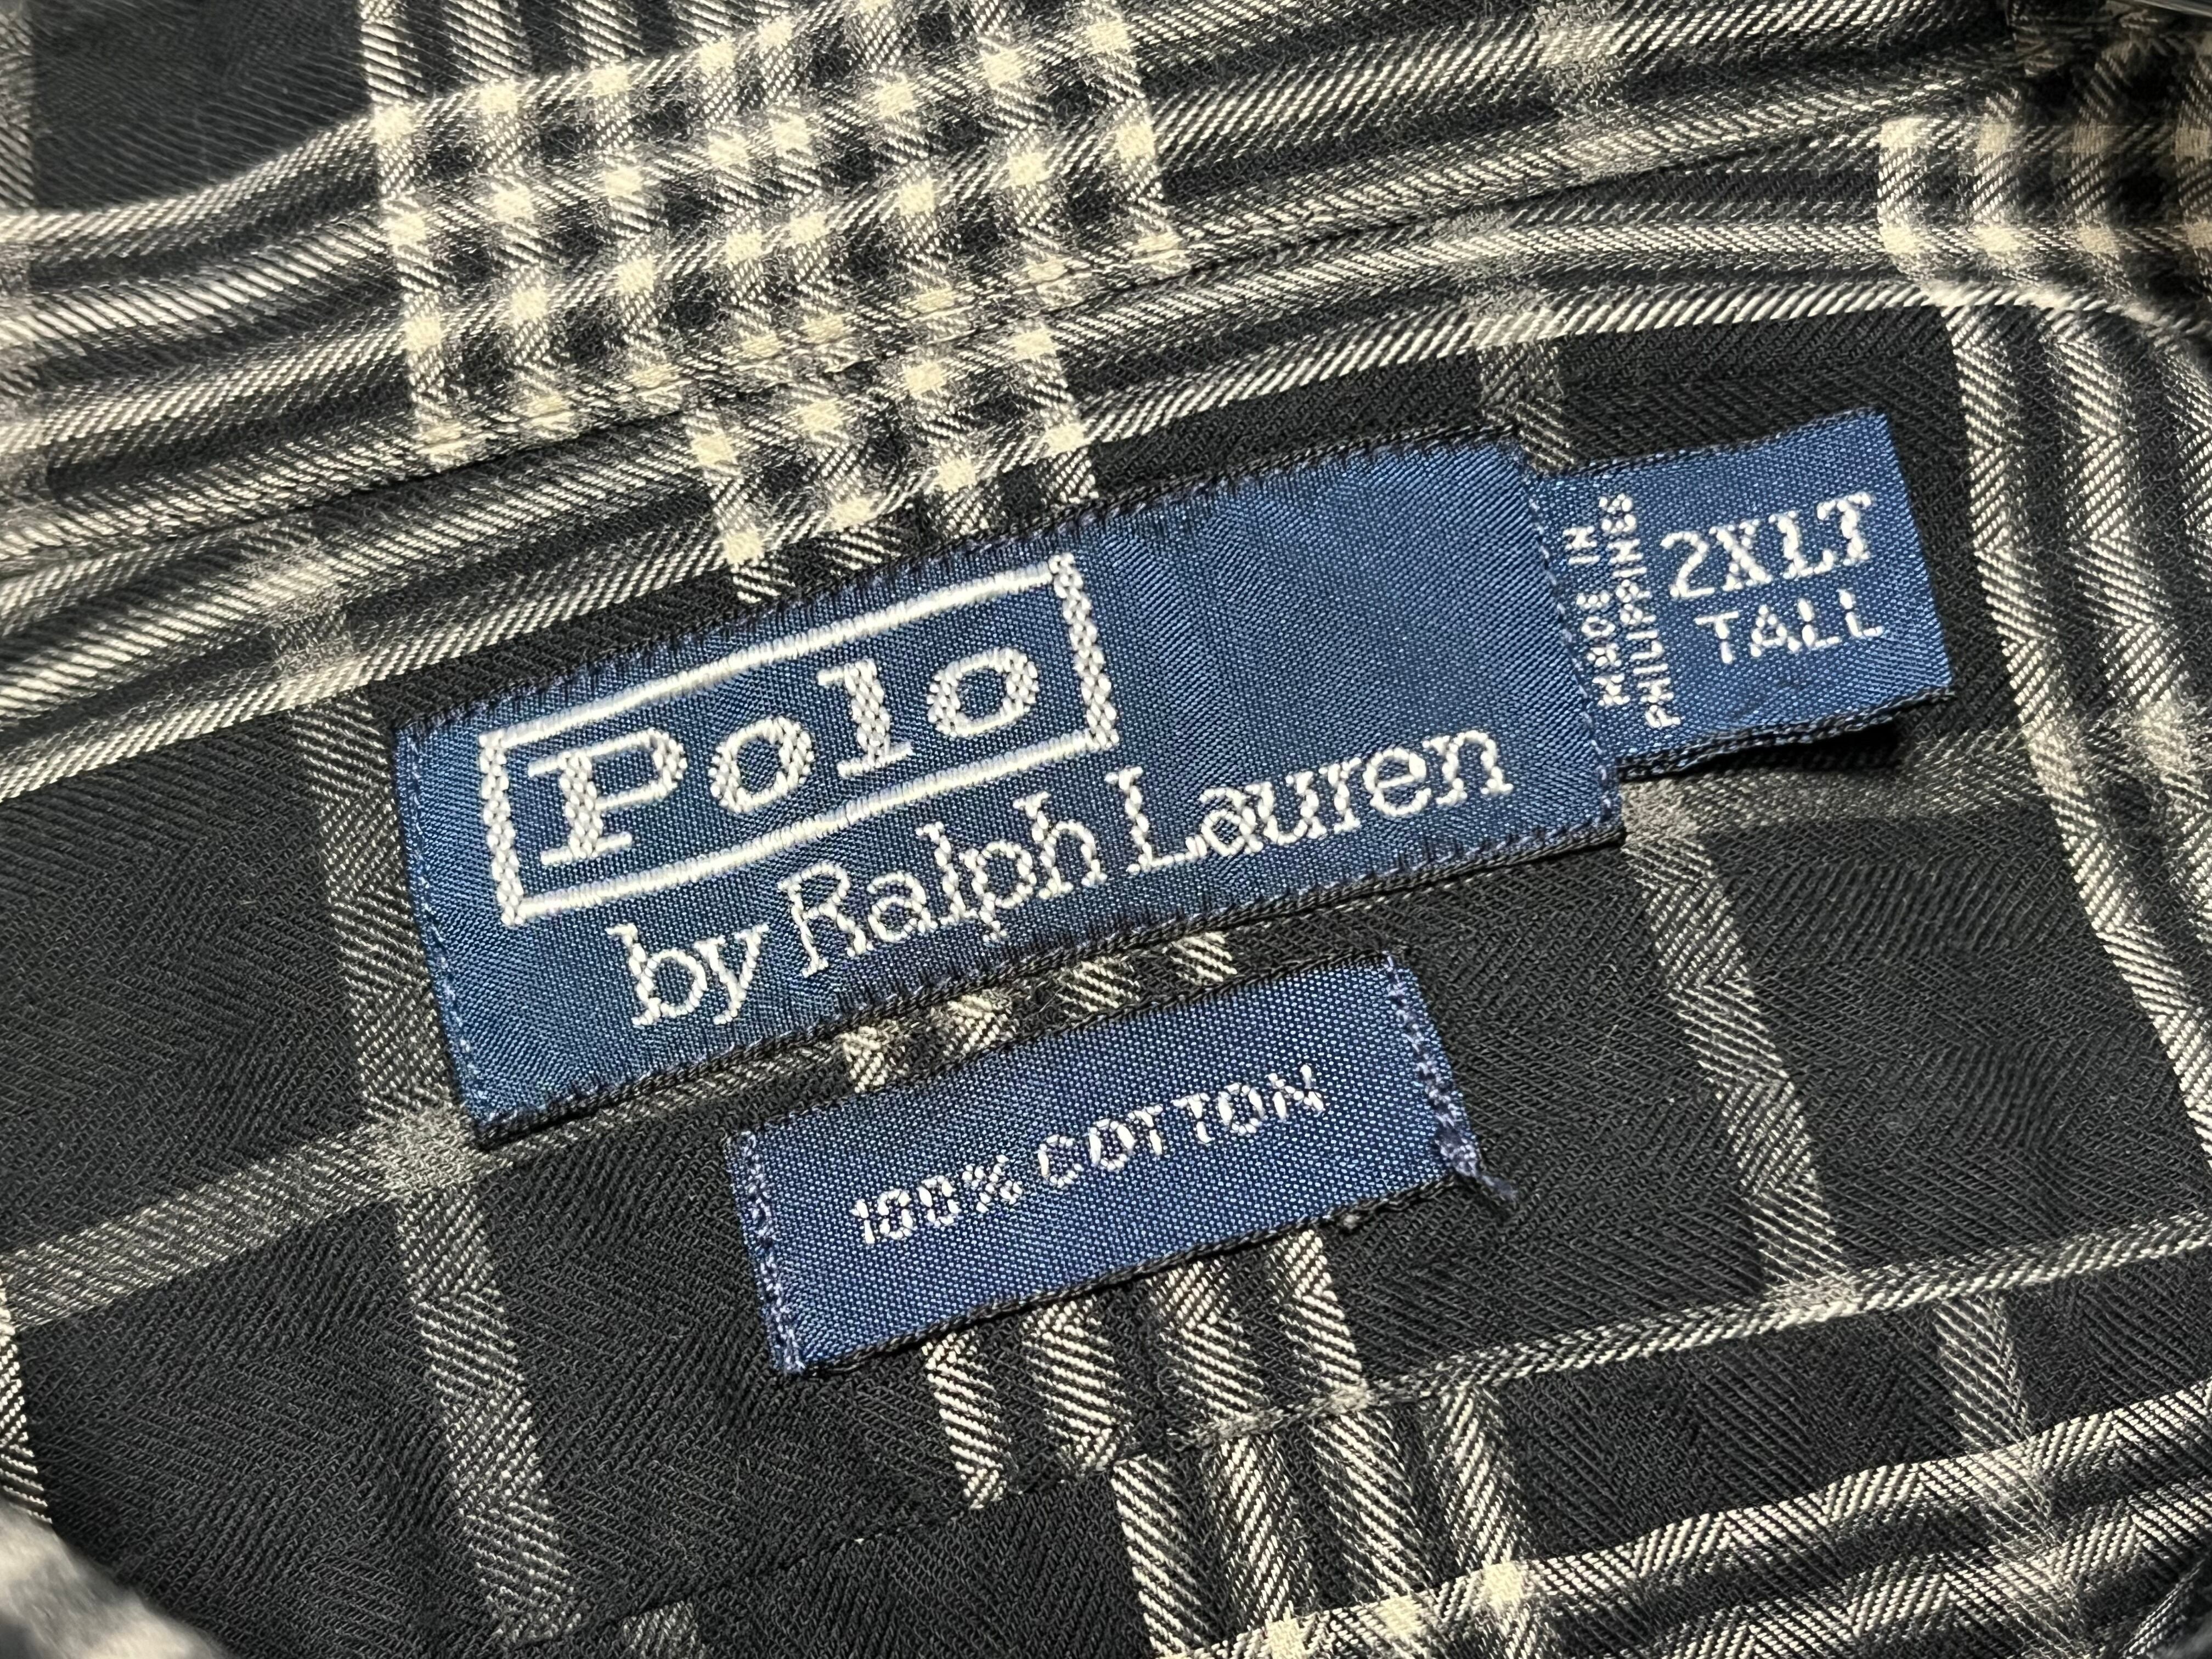 Polo
by Ralph Lauren
MADE IN
PHILIPPINES
2XLT
TALL
100% COTTON